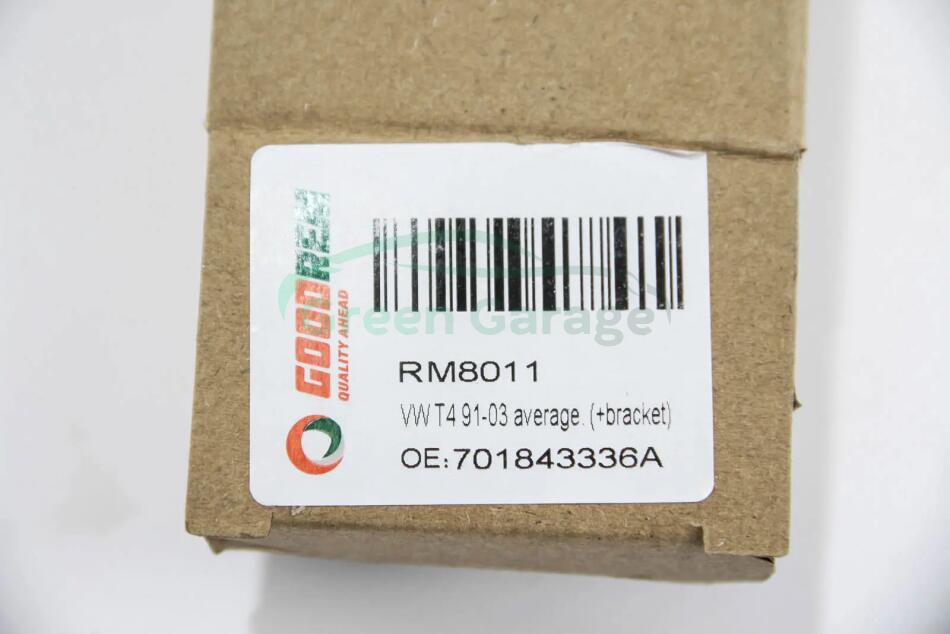 GOODREM
QUALITY AHEAD
Green Garage
RM8011
VW T4 91-03 average. (+bracket)
OE:701843336A